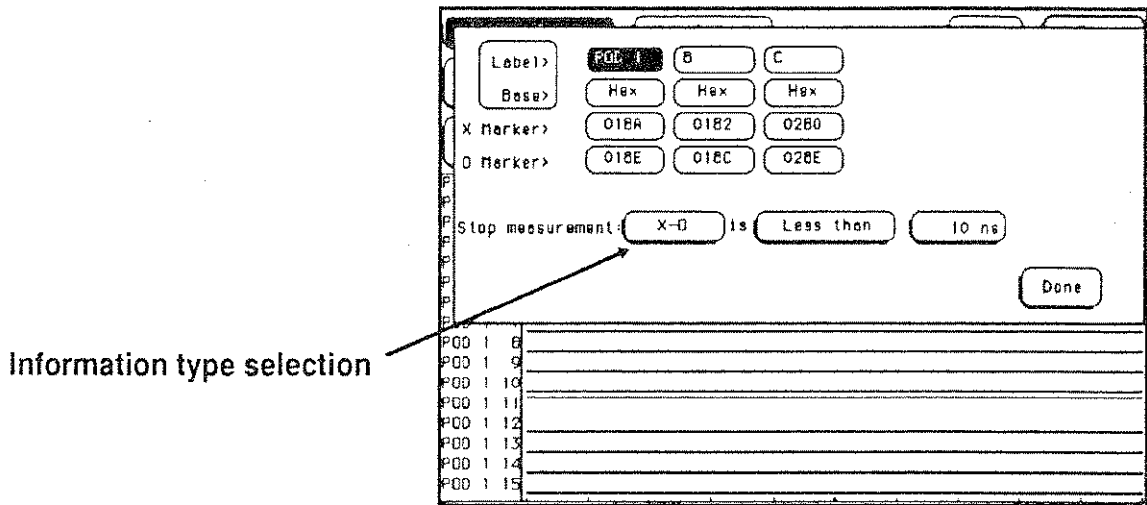 Label> POD 1 B C
Base> Hex Hex Hex
X Marker> 018A 0182 0280
O Marker> 018E 018C 028E
Stop measurement: X-O is Less than 10 ns
Done
Information type selection
POD 1 8
POD 1 9
POD 1 10
POD 1 11
POD 1 12
POD 1 13
POD 1 14
POD 1 15